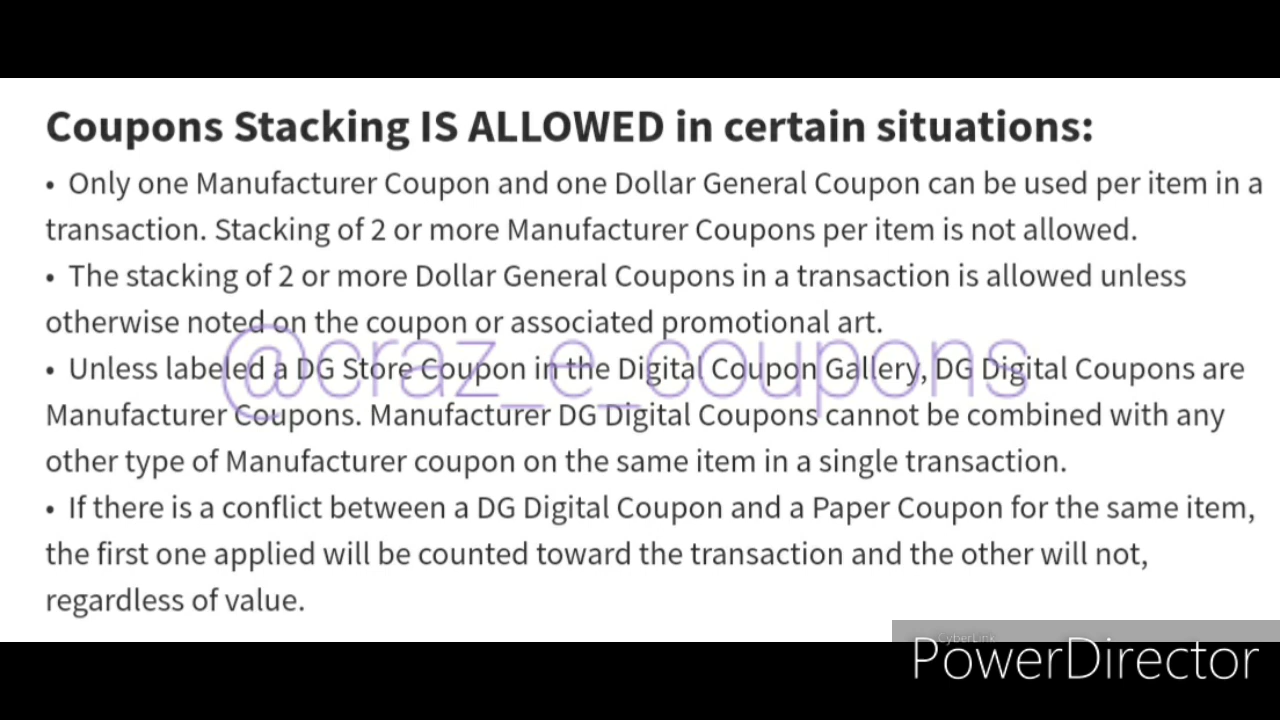 Coupons Stacking IS ALLOWED in certain situations:
• Only one Manufacturer Coupon and one Dollar General Coupon can be used per item in a
transaction. Stacking of 2 or more Manufacturer Coupons per item is not allowed.
• The stacking of 2 or more Dollar General Coupons in a transaction is allowed unless
otherwise noted on the coupon or associated promotional art.
@craz_e_coupons
• Unless labeled a DG Store Coupon in the Digital Coupon Gallery, DG Digital Coupons are
Manufacturer Coupons. Manufacturer DG Digital Coupons cannot be combined with any
other type of Manufacturer coupon on the same item in a single transaction.
• If there is a conflict between a DG Digital Coupon and a Paper Coupon for the same item,
the first one applied will be counted toward the transaction and the other will not,
regardless of value.
CyberLink
PowerDirector